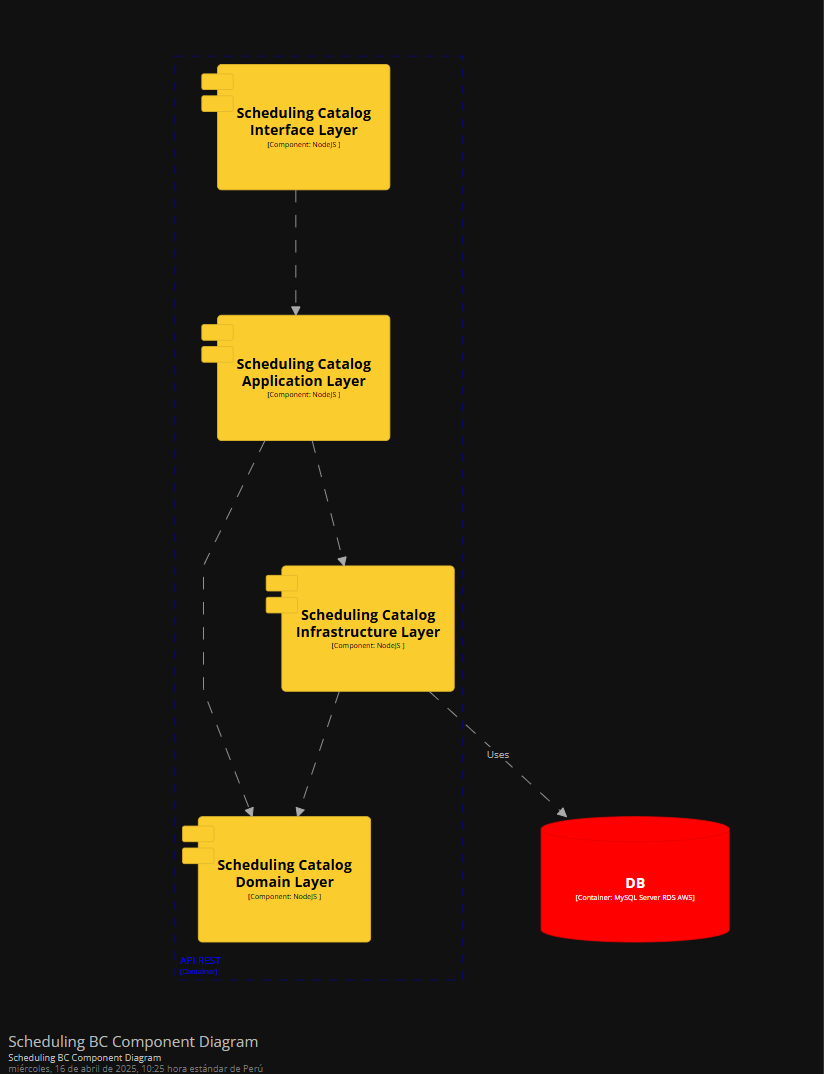 Scheduling Catalog
Interface Layer
[Component: NodeJS ]
Scheduling Catalog
Application Layer
[Component: NodeJS ]
Scheduling Catalog
Infrastructure Layer
[Component: NodeJS ]
Uses
Scheduling Catalog
Domain Layer
[Component: NodeJS ]
DB
[Container: MySQL Server RDS AWS]
API REST
[Container]
Scheduling BC Component Diagram
Scheduling BC Component Diagram
miércoles, 16 de abril de 2025, 10:25 hora estándar de Perú